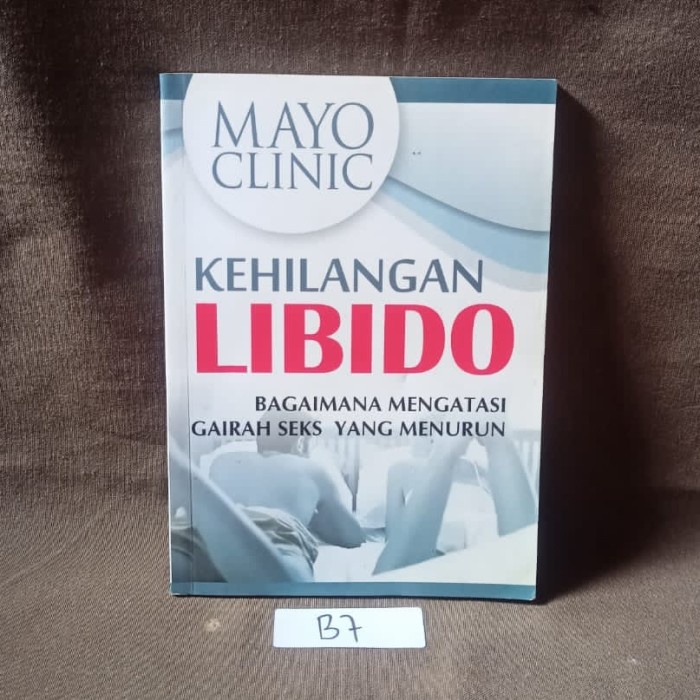 MAYO
CLINIC
KEHILANGAN
LIBIDO
BAGAIMANA MENGATASI
GAIRAH SEKS YANG MENURUN
B7